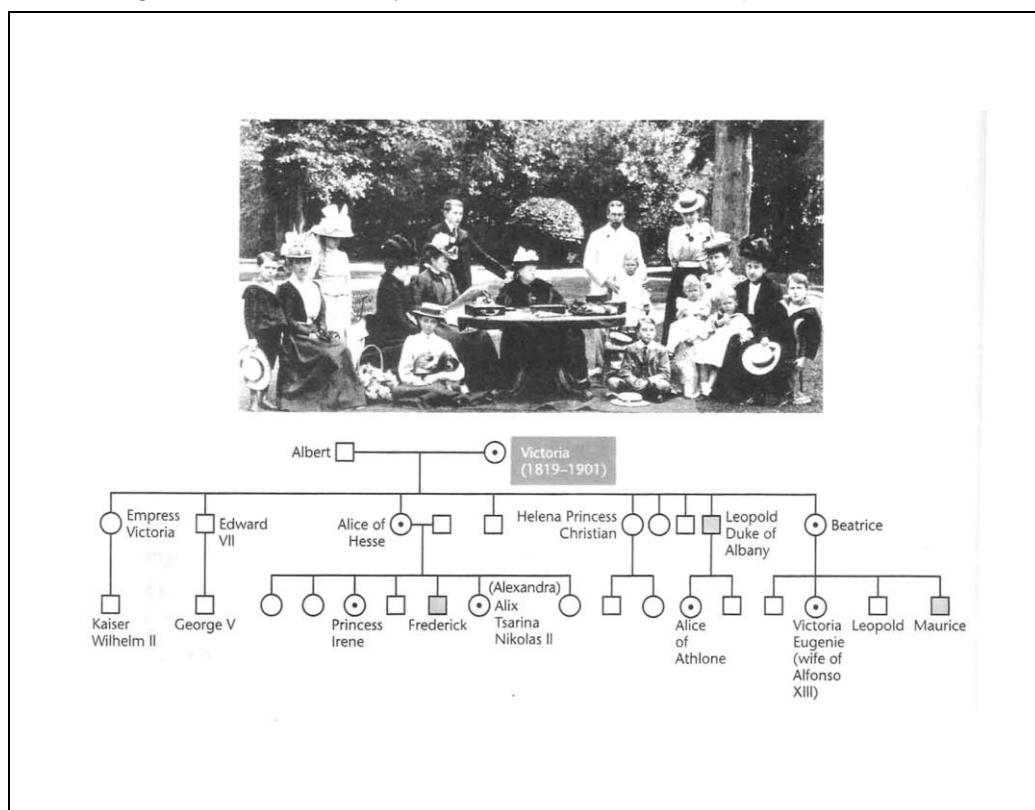 Albert
Victoria
(1819–1901)
Empress
Victoria
Edward
VII
Alice of
Hesse
Helena Princess
Christian
Leopold
Duke of
Albany
Beatrice
Kaiser
Wilhelm II
George V
Princess
Irene
Frederick
(Alexandra)
Alix
Tsarina
Nikolas II
Alice
of
Athlone
Victoria
Eugenie
(wife of
Alfonso
XIII)
Leopold
Maurice